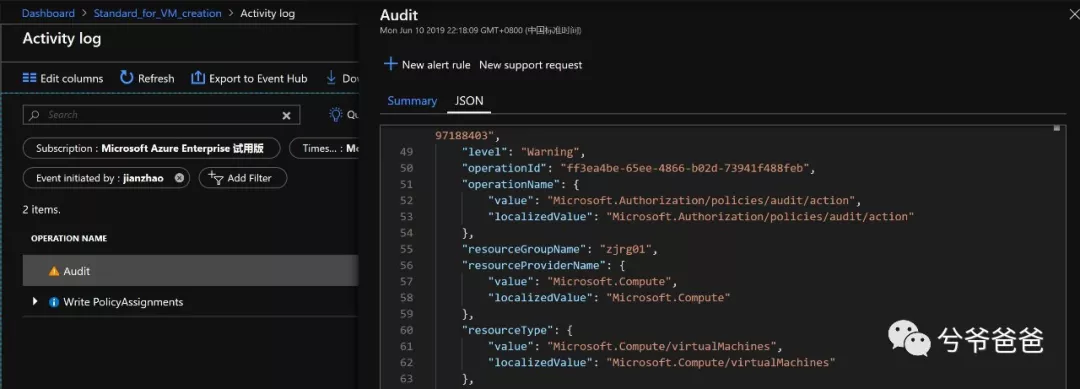 Dashboard > Standard_for_VM_creation > Activity log
Activity log
Edit columns Refresh Export to Event Hub
Search
Subscription : Microsoft Azure Enterprise 试用版
Event initiated by : jianzhao Add Filter
2 items.
OPERATION NAME
Audit
Write PolicyAssignments
Audit
Mon Jun 10 2019 22:18:09 GMT+0800 (中国标准时间)
New alert rule New support request
Summary JSON
97188403",
49 "level": "Warning",
50 "operationId": "ff3ea4be-65ee-4866-b02d-73941f488feb",
51 "operationName": {
52 "value": "Microsoft.Authorization/policies/audit/action",
53 "localizedValue": "Microsoft.Authorization/policies/audit/action"
54 },
55 "resourceGroupName": "zjrg01",
56 "resourceProviderName": {
57 "value": "Microsoft.Compute",
58 "localizedValue": "Microsoft.Compute"
59 },
60 "resourceType": {
61 "value": "Microsoft.Compute/virtualMachines",
62 "localizedValue": "Microsoft.Compute/virtualMachines"
63 },
兮爷爸爸